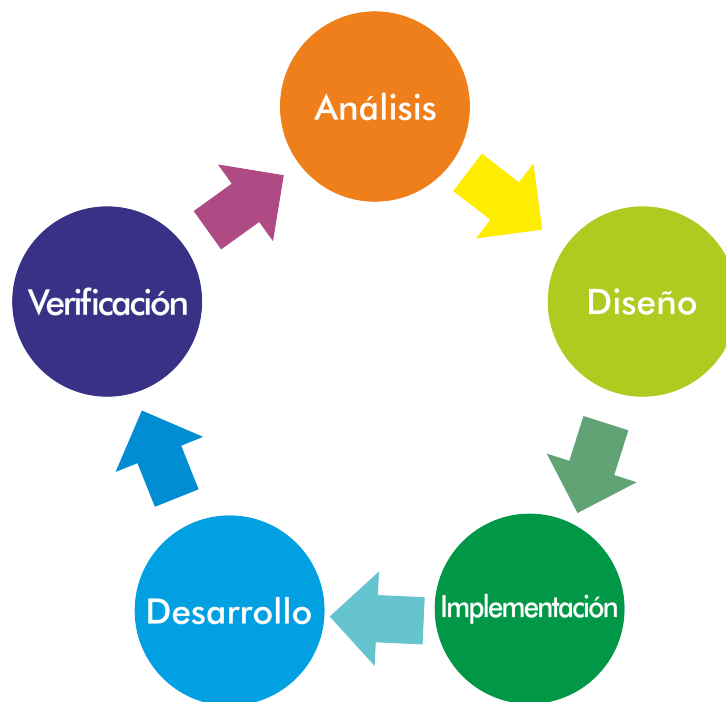 Análisis
Diseño
Implementación
Desarrollo
Verificación